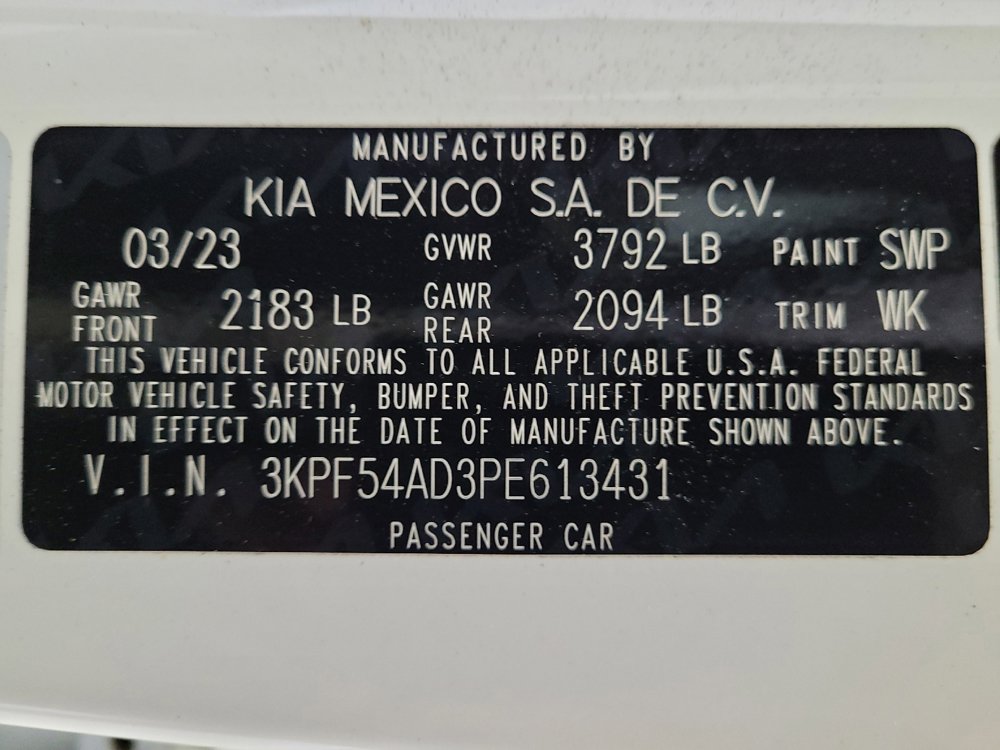 MANUFACTURED BY
KIA MEXICO S.A. DE C.V.
03/23 GVWR 3792 LB PAINT SWP
GAWR FRONT 2183 LB GAWR REAR 2094 LB TRIM WK
THIS VEHICLE CONFORMS TO ALL APPLICABLE U.S.A. FEDERAL
MOTOR VEHICLE SAFETY, BUMPER, AND THEFT PREVENTION STANDARDS
IN EFFECT ON THE DATE OF MANUFACTURE SHOWN ABOVE.
V.I.N. 3KPF54AD3PE613431
PASSENGER CAR